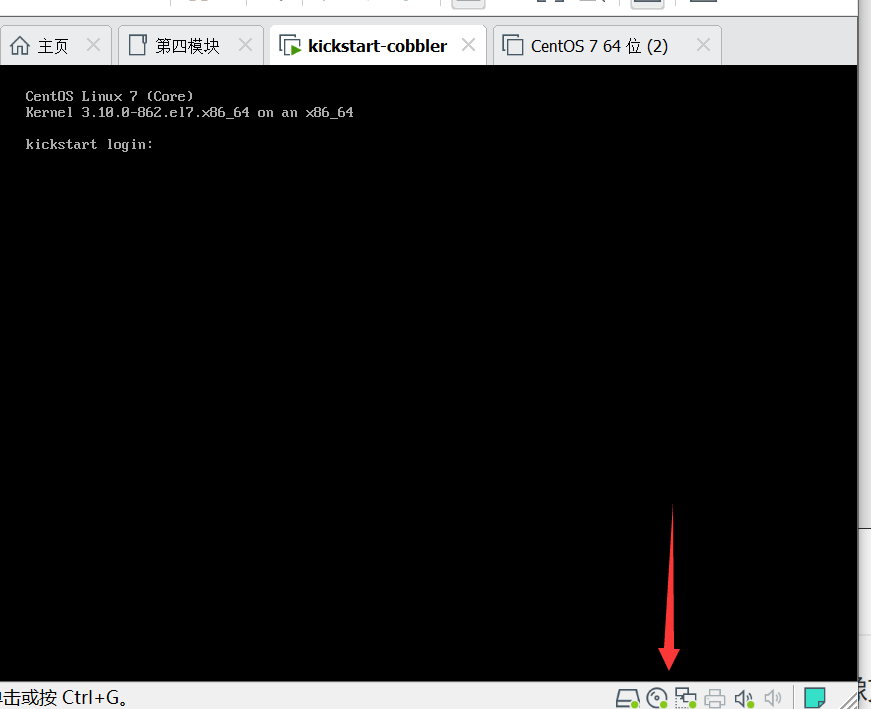 主页
第四模块
kickstart-cobbler
CentOS 7 64 位 (2)
CentOS Linux 7 (Core)
Kernel 3.10.0-862.el7.x86_64 on an x86_64
kickstart login:
击或按 Ctrl+G。